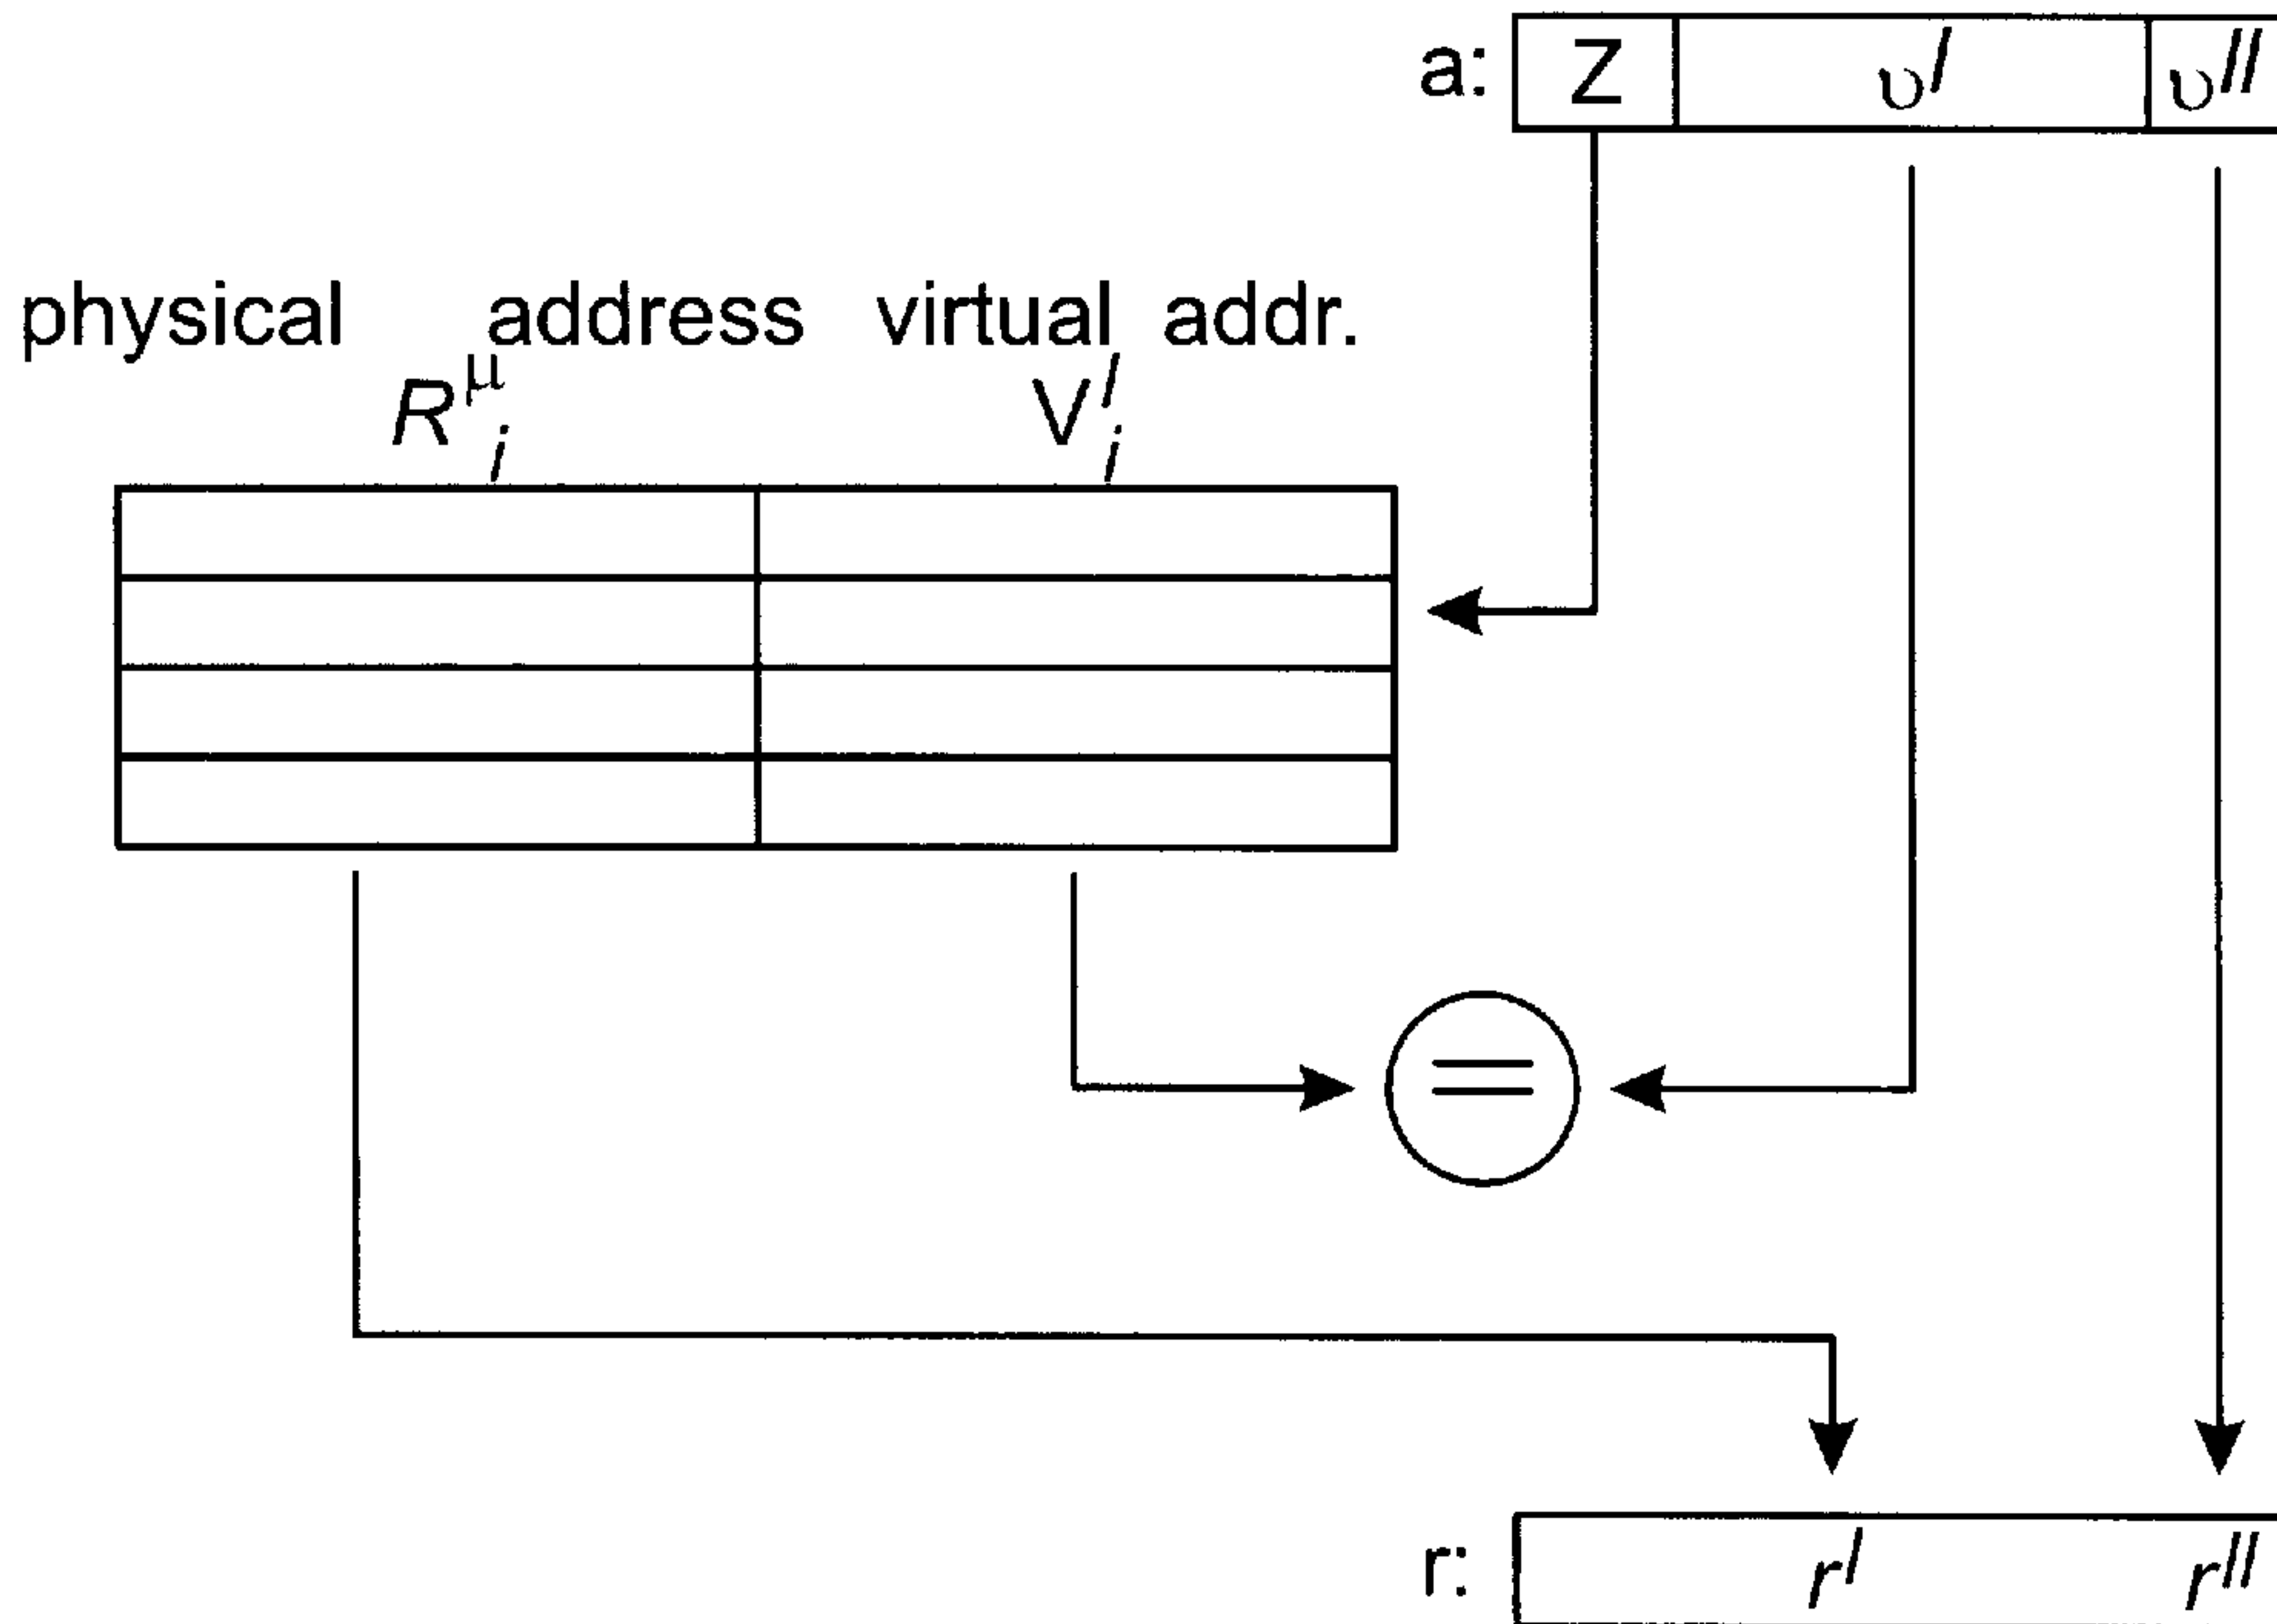 a: Z υ′ υ″
physical address virtual addr.
R^μ_i V′_i
=
r: r′ r″